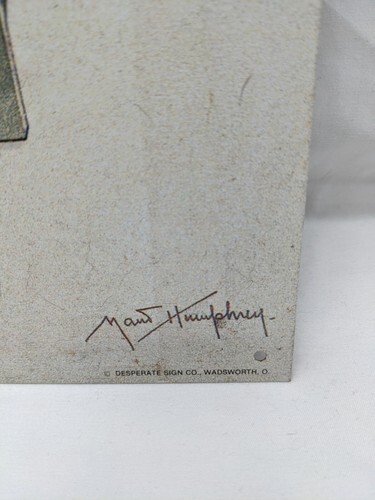 Maud Humphrey.
© DESPERATE SIGN CO., WADSWORTH, O.